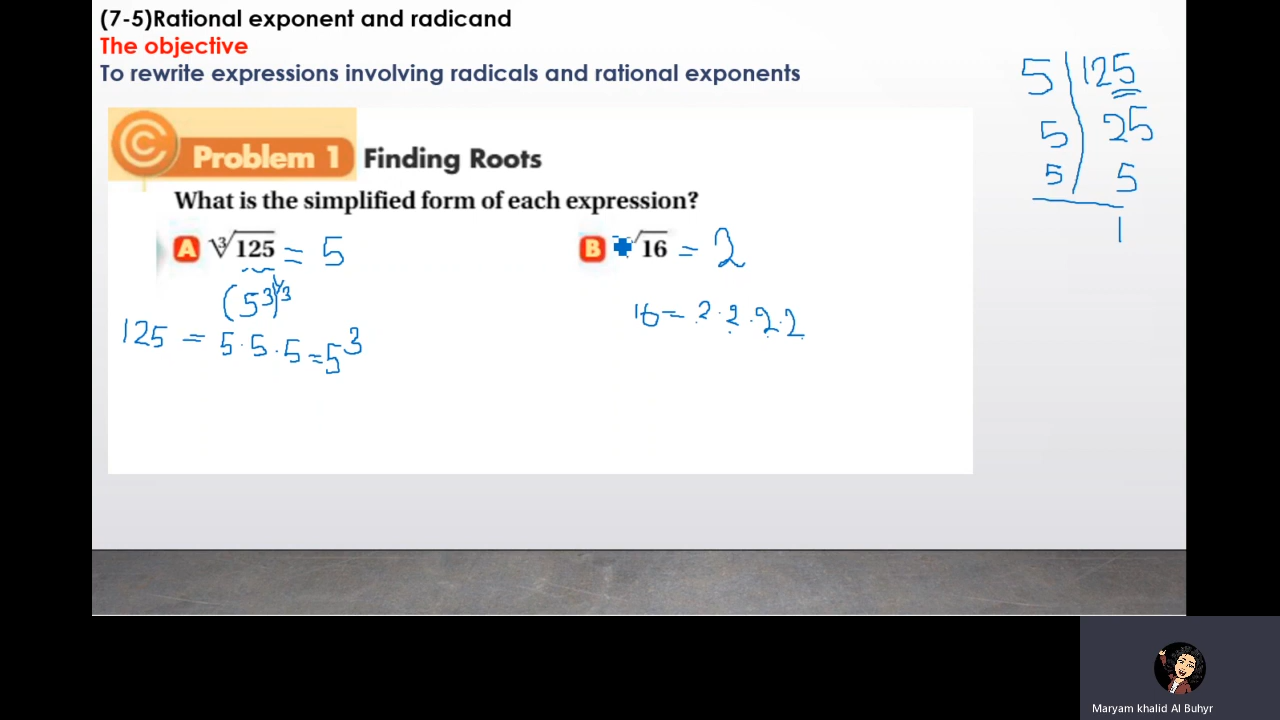 (7-5)Rational exponent and radicand
The objective
To rewrite expressions involving radicals and rational exponents
Problem 1 Finding Roots
What is the simplified form of each expression?
A ∛125 = 5
(5³)^1/3
125 = 5·5·5 = 5³
B √16 = 2
16 = 2·2·2·2
5 | 125
5 | 25
5 | 5
1
Maryam khalid Al Buhyr